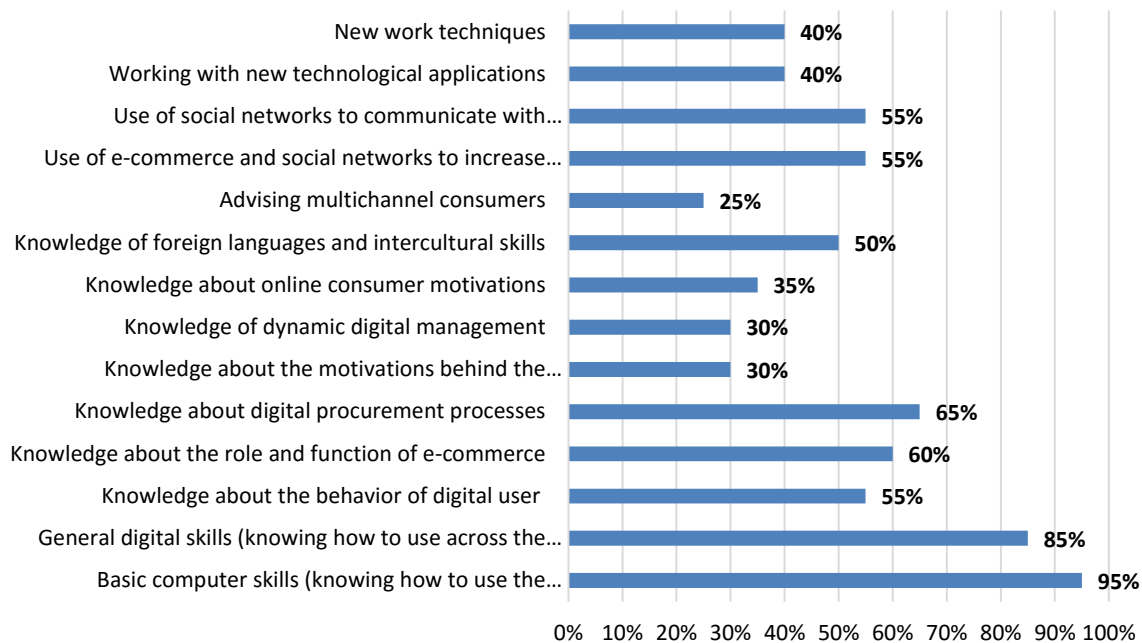 New work techniques 40%
Working with new technological applications 40%
Use of social networks to communicate with… 55%
Use of e-commerce and social networks to increase… 55%
Advising multichannel consumers 25%
Knowledge of foreign languages and intercultural skills 50%
Knowledge about online consumer motivations 35%
Knowledge of dynamic digital management 30%
Knowledge about the motivations behind the… 30%
Knowledge about digital procurement processes 65%
Knowledge about the role and function of e-commerce 60%
Knowledge about the behavior of digital user 55%
General digital skills (knowing how to use across the… 85%
Basic computer skills (knowing how to use the… 95%
0% 10% 20% 30% 40% 50% 60% 70% 80% 90% 100%